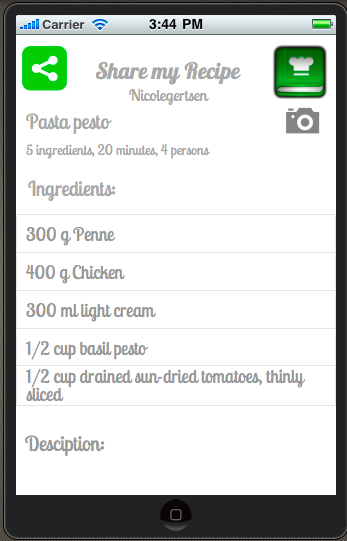 Carrier 3:44 PM
Share my Recipe
Nicolegertsen
Pasta pesto
5 ingredients, 20 minutes, 4 persons
Ingredients:
300 g Penne
400 g Chicken
300 ml light cream
1/2 cup basil pesto
1/2 cup drained sun-dried tomatoes, thinly
sliced
Desciption: